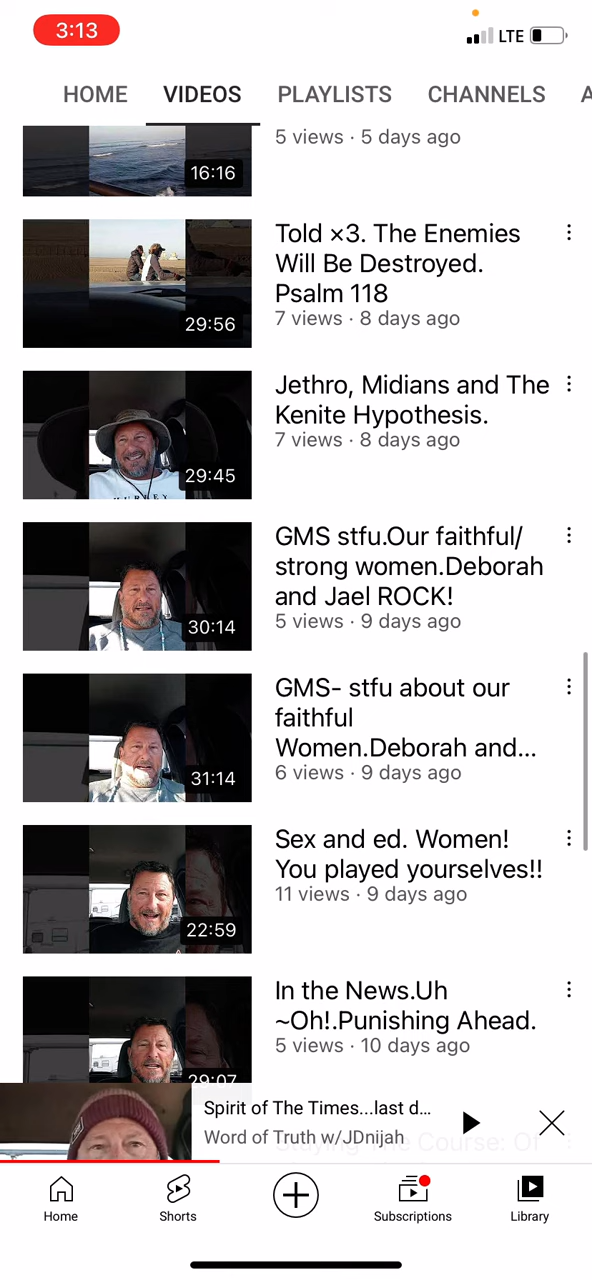 3:13
LTE
HOME VIDEOS PLAYLISTS CHANNELS A
5 views · 5 days ago
16:16
Told ×3. The Enemies
Will Be Destroyed.
Psalm 118
7 views · 8 days ago
29:56
Jethro, Midians and The
Kenite Hypothesis.
7 views · 8 days ago
29:45
GMS stfu.Our faithful/
strong women.Deborah
and Jael ROCK!
5 views · 9 days ago
30:14
GMS- stfu about our
faithful
Women.Deborah and...
6 views · 9 days ago
31:14
Sex and ed. Women!
You played yourselves!!
11 views · 9 days ago
22:59
In the News.Uh
~Oh!.Punishing Ahead.
5 views · 10 days ago
29:07
Spirit of The Times...last d...
Word of Truth w/JDnijah
Staying The Course: Of
Home Shorts Subscriptions Library